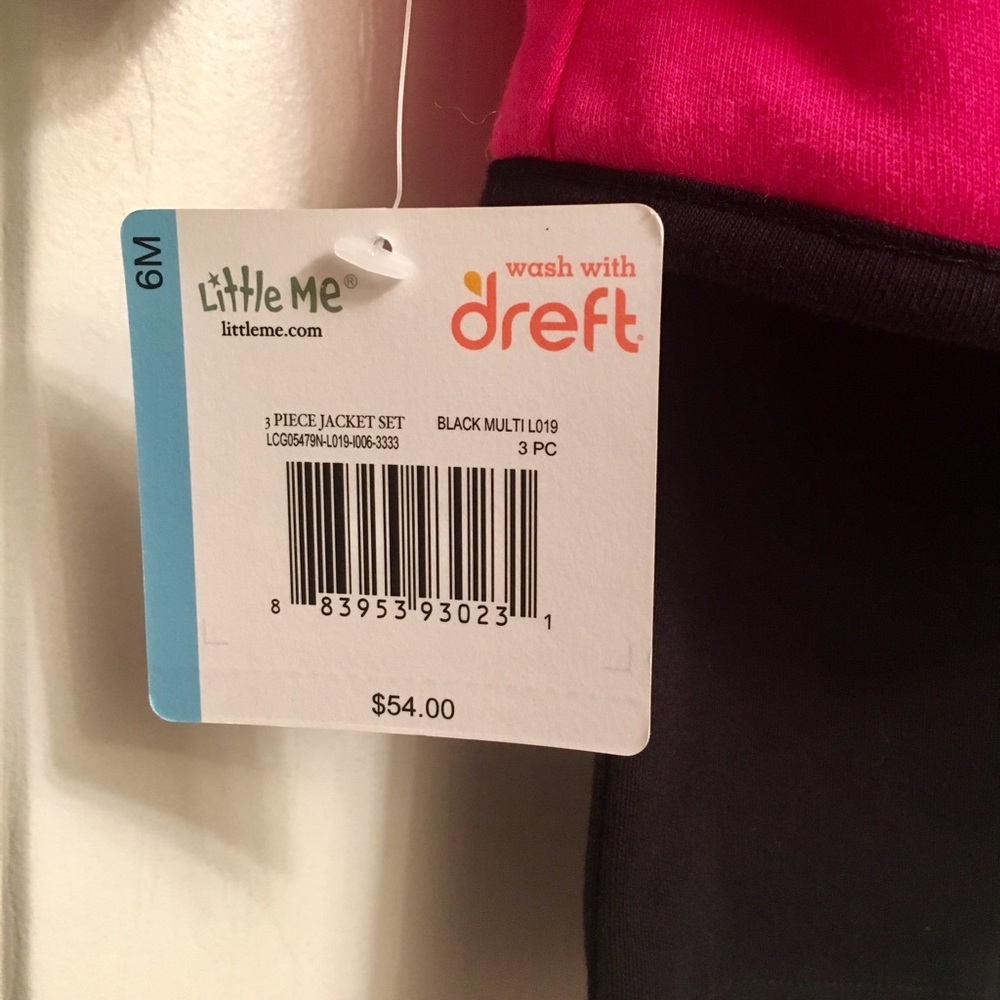 6M
Little Me®
littleme.com
wash with
dreft
3 PIECE JACKET SET
LCG05479N-L019-I006-3333
BLACK MULTI L019
3 PC
8 83953 93023 1
$54.00